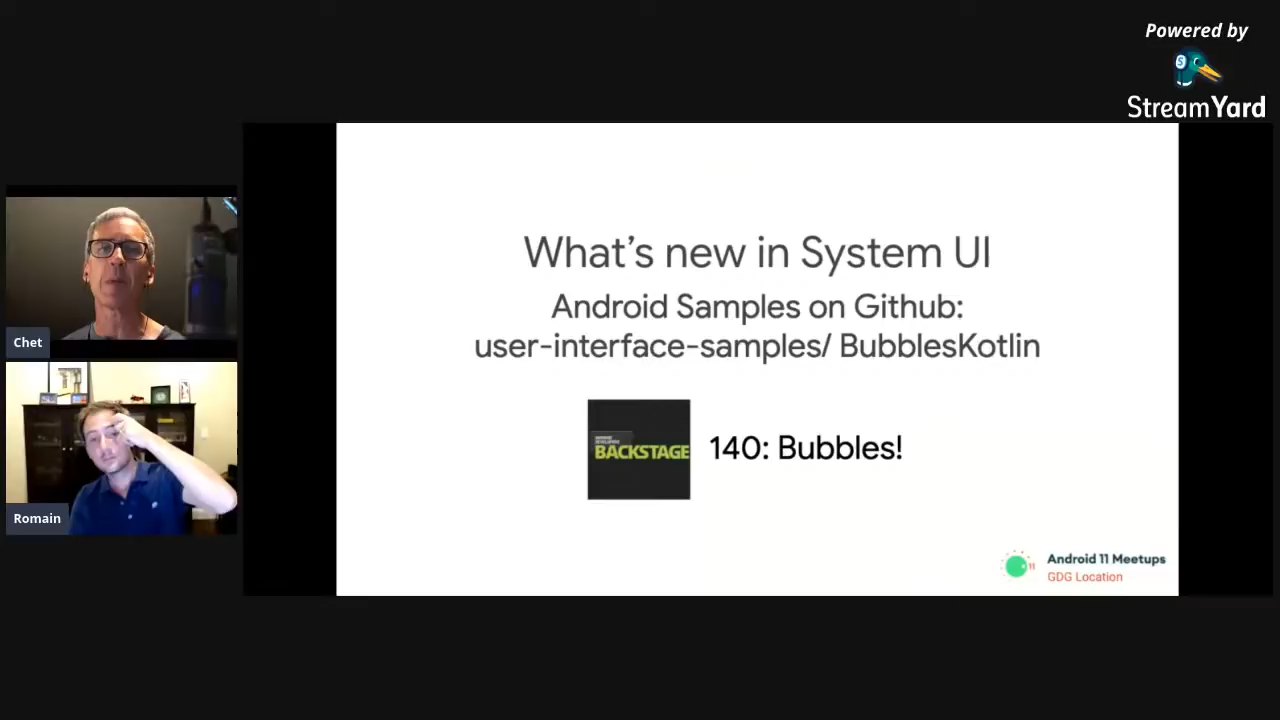 Powered by
StreamYard
Chet
Romain
What's new in System UI
Android Samples on Github:
user-interface-samples/ BubblesKotlin
BACKSTAGE
140: Bubbles!
Android 11 Meetups
GDG Location